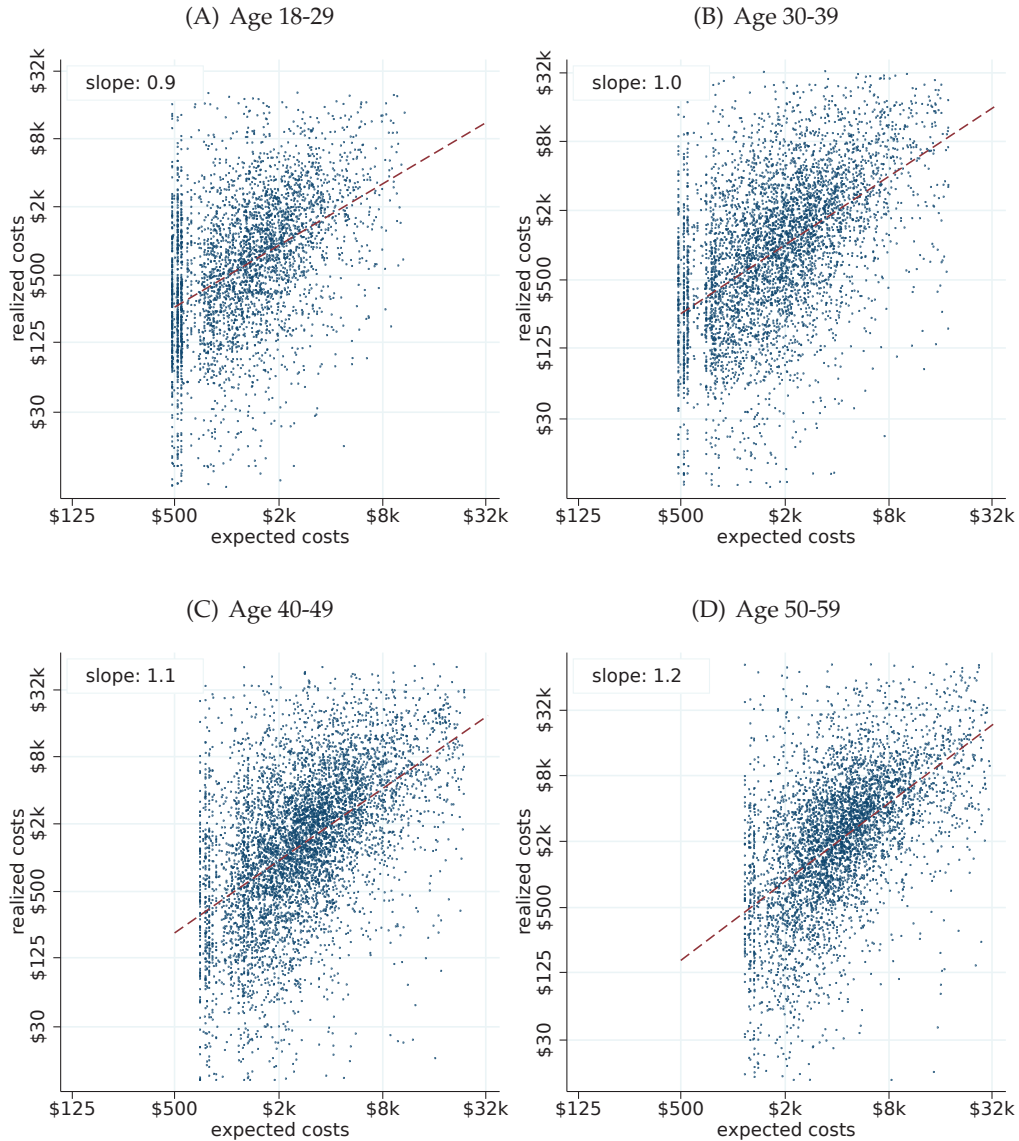 (A) Age 18-29
slope: 0.9
realized costs
$32k
$8k
$2k
$500
$125
$30
$125 $500 $2k $8k $32k
expected costs
(B) Age 30-39
slope: 1.0
realized costs
$32k
$8k
$2k
$500
$125
$30
$125 $500 $2k $8k $32k
expected costs
(C) Age 40-49
slope: 1.1
realized costs
$32k
$8k
$2k
$500
$125
$30
$125 $500 $2k $8k $32k
expected costs
(D) Age 50-59
slope: 1.2
realized costs
$32k
$8k
$2k
$500
$125
$30
$125 $500 $2k $8k $32k
expected costs